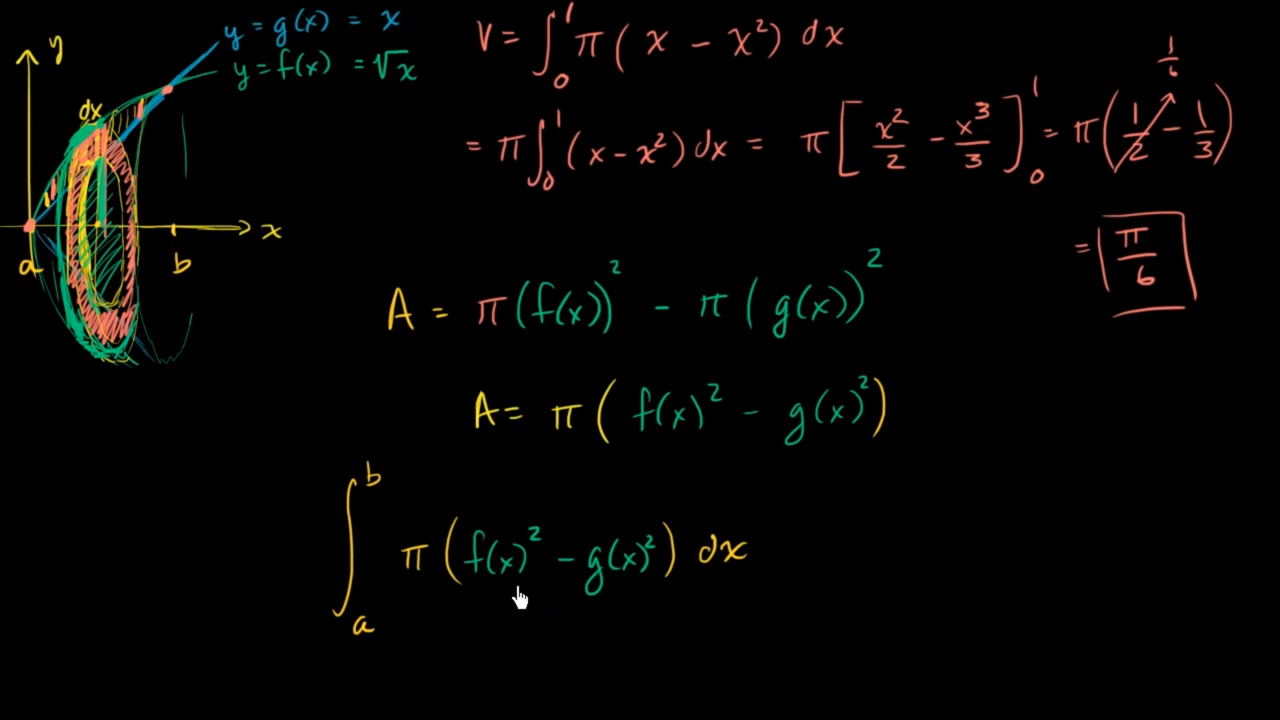 y = g(x) = x
y = f(x) = √x
y
dx
x
a
b
V = ∫₀¹ π( x − x²) dx
= π∫₀¹ (x − x²) dx = π[x²/2 − x³/3]₀¹ = π(1/2 − 1/3)
1/6
= π/6
A = π(f(x))² − π(g(x))²
A = π( f(x)² − g(x)²)
∫ₐᵇ π(f(x)² − g(x)²) dx